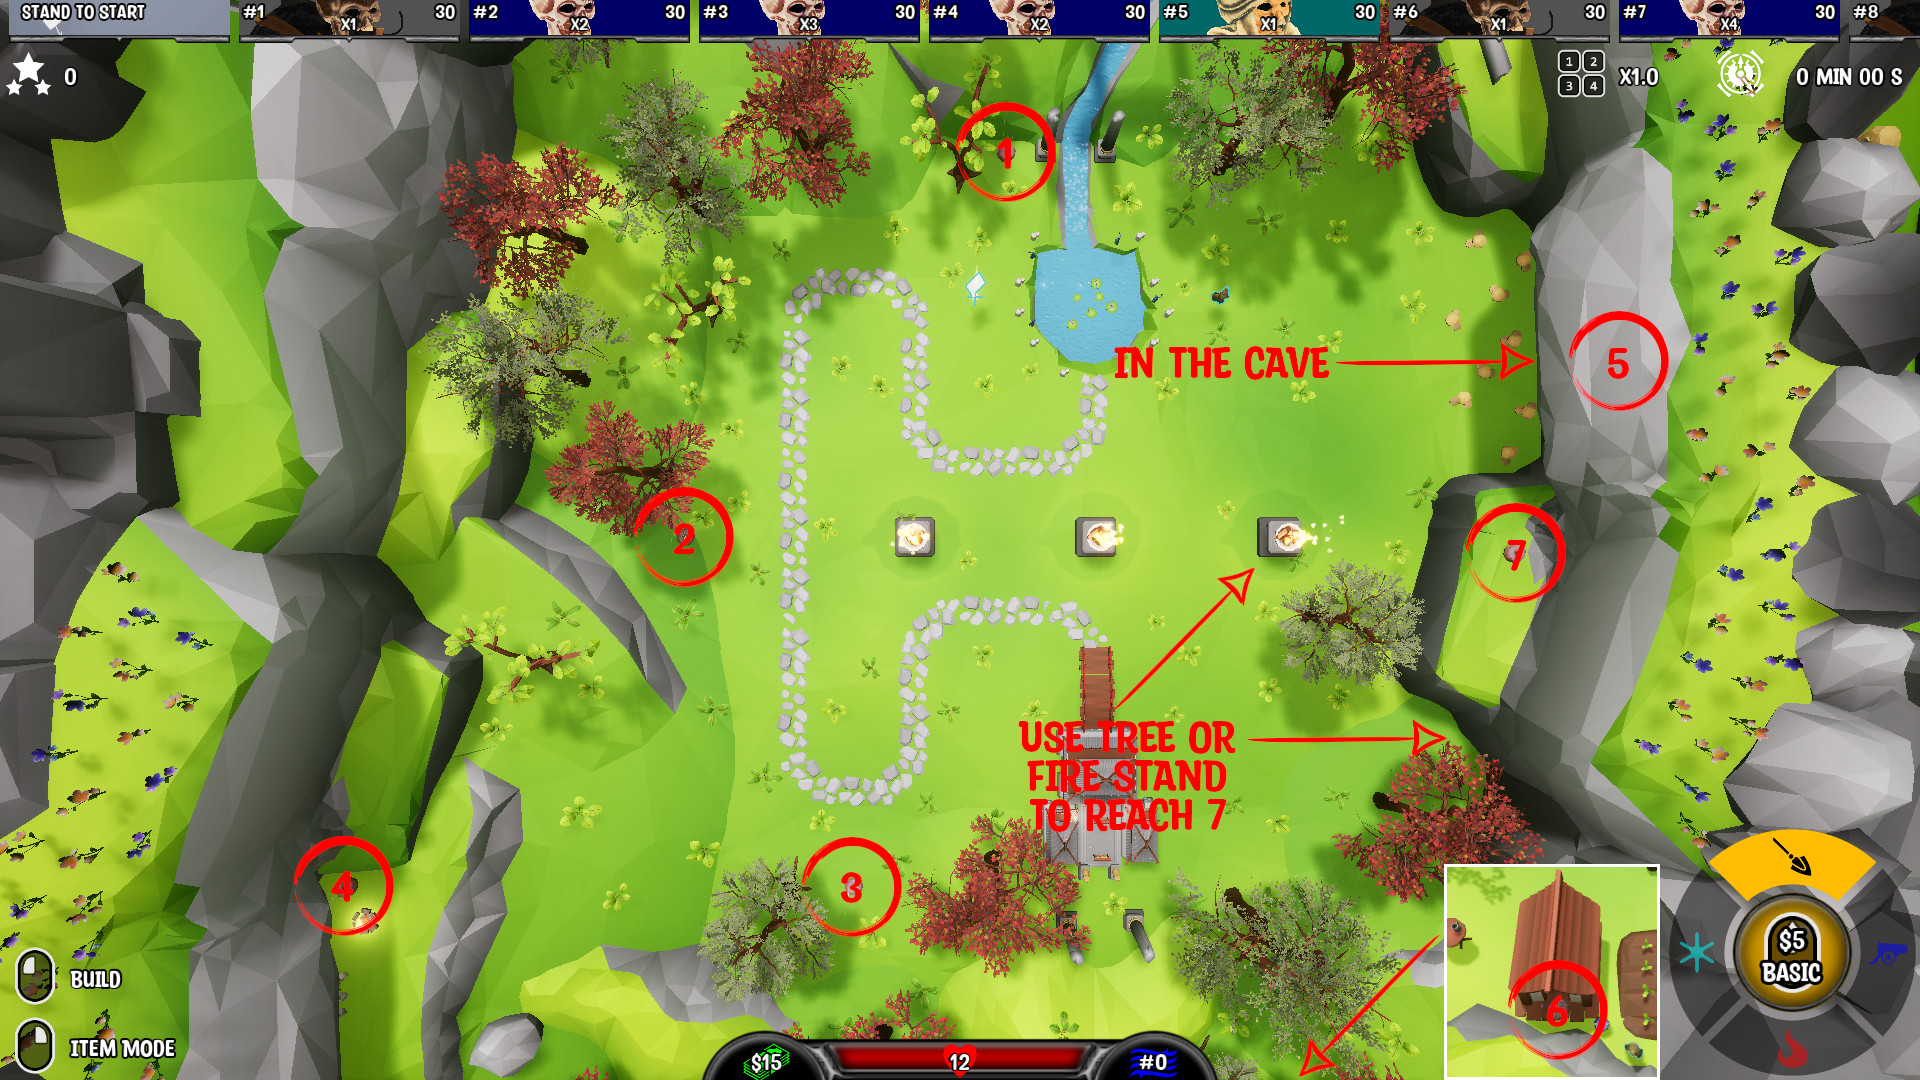 STAND TO START
#1 X1 30
#2 X2 30
#3 X3 30
#4 X2 30
#5 X1 30
#6 X1 30
#7 X4 30
#8
0
1 2
3 4
X1.0
0 MIN 00 S
1
IN THE CAVE
5
2
7
USE TREE OR
FIRE STAND
TO REACH 7
4
3
6
$5
BASIC
BUILD
ITEM MODE
$15
12
#0